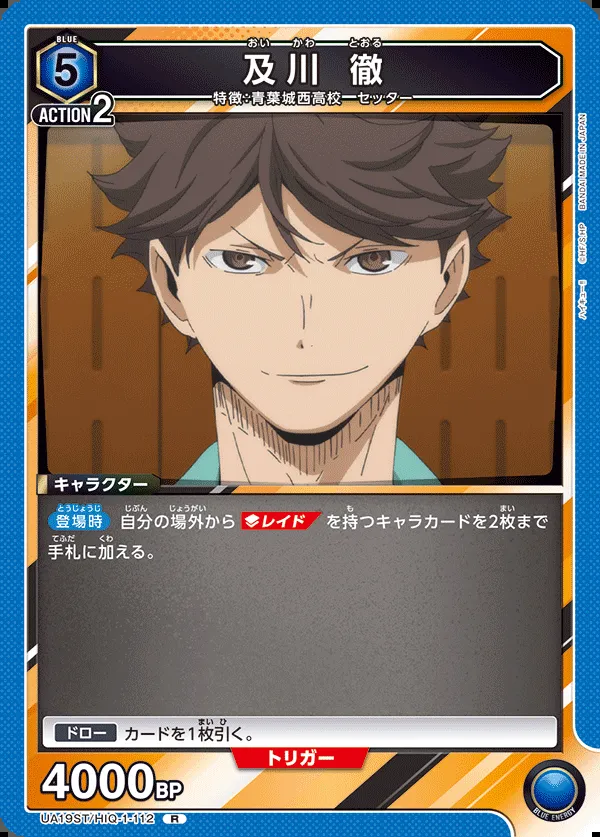 BLUE
5
ACTION2
おいかわ とおる
及川 徹
特徴:青葉城西高校 セッター
BANDAI MADE IN JAPAN
©HF/S,HP
ハイキュー!!
キャラクター
とうじょうじ じぶん じょうがい も まい
登場時 自分の場外から レイド を持つキャラカードを2枚まで
てふだ くわ
手札に加える。
まい ひ
ドロー カードを1枚引く。
トリガー
4000BP
UA19ST/HIQ-1-112 R
BLUE ENERGY